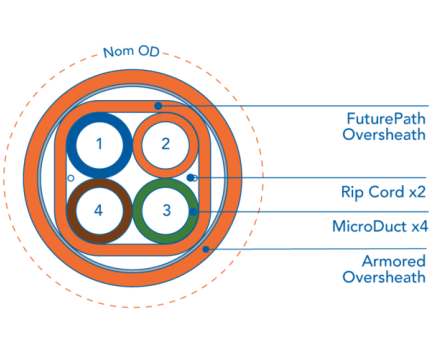 Nom OD
1
2
FuturePath
Oversheath
Rip Cord x2
4
3
MicroDuct x4
Armored
Oversheath